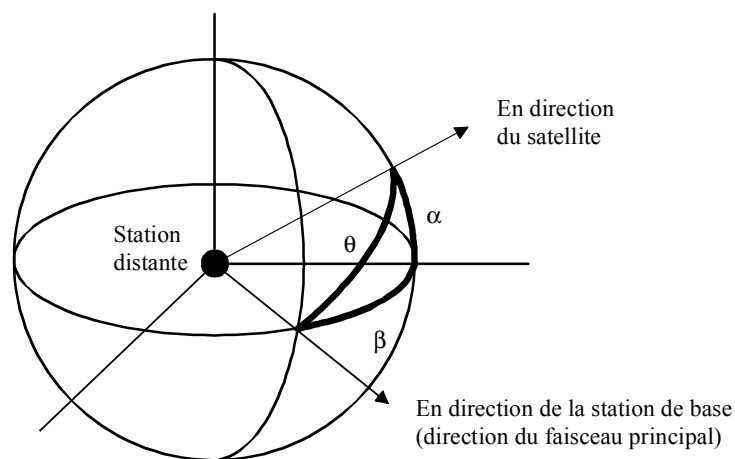 En direction
du satellite
α
Station
distante
θ
β
En direction de la station de base
(direction du faisceau principal)